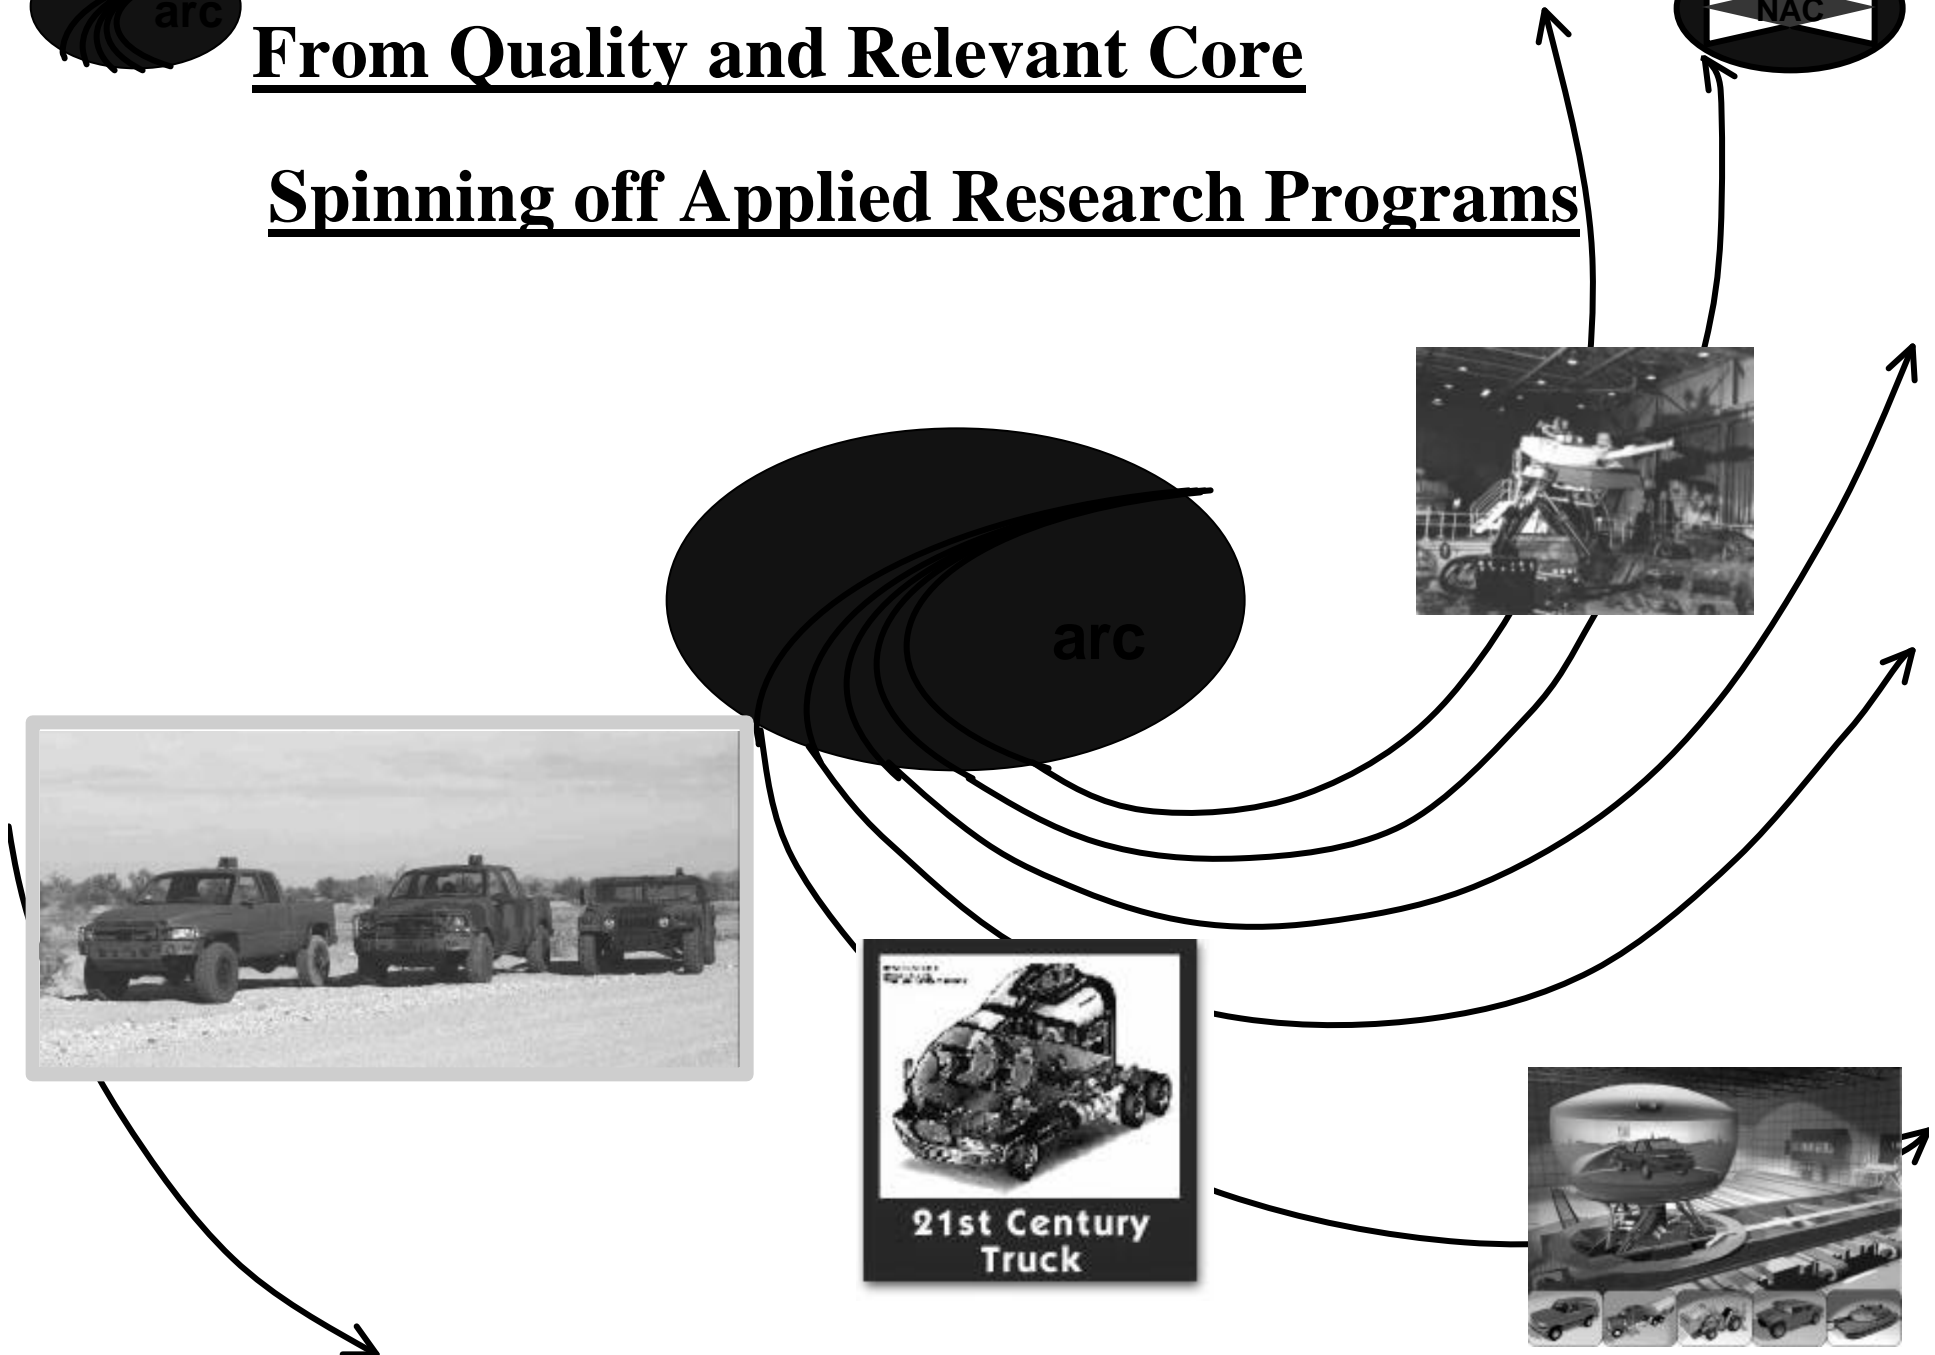 arc
NAC
From Quality and Relevant Core
Spinning off Applied Research Programs
arc
21st Century
Truck